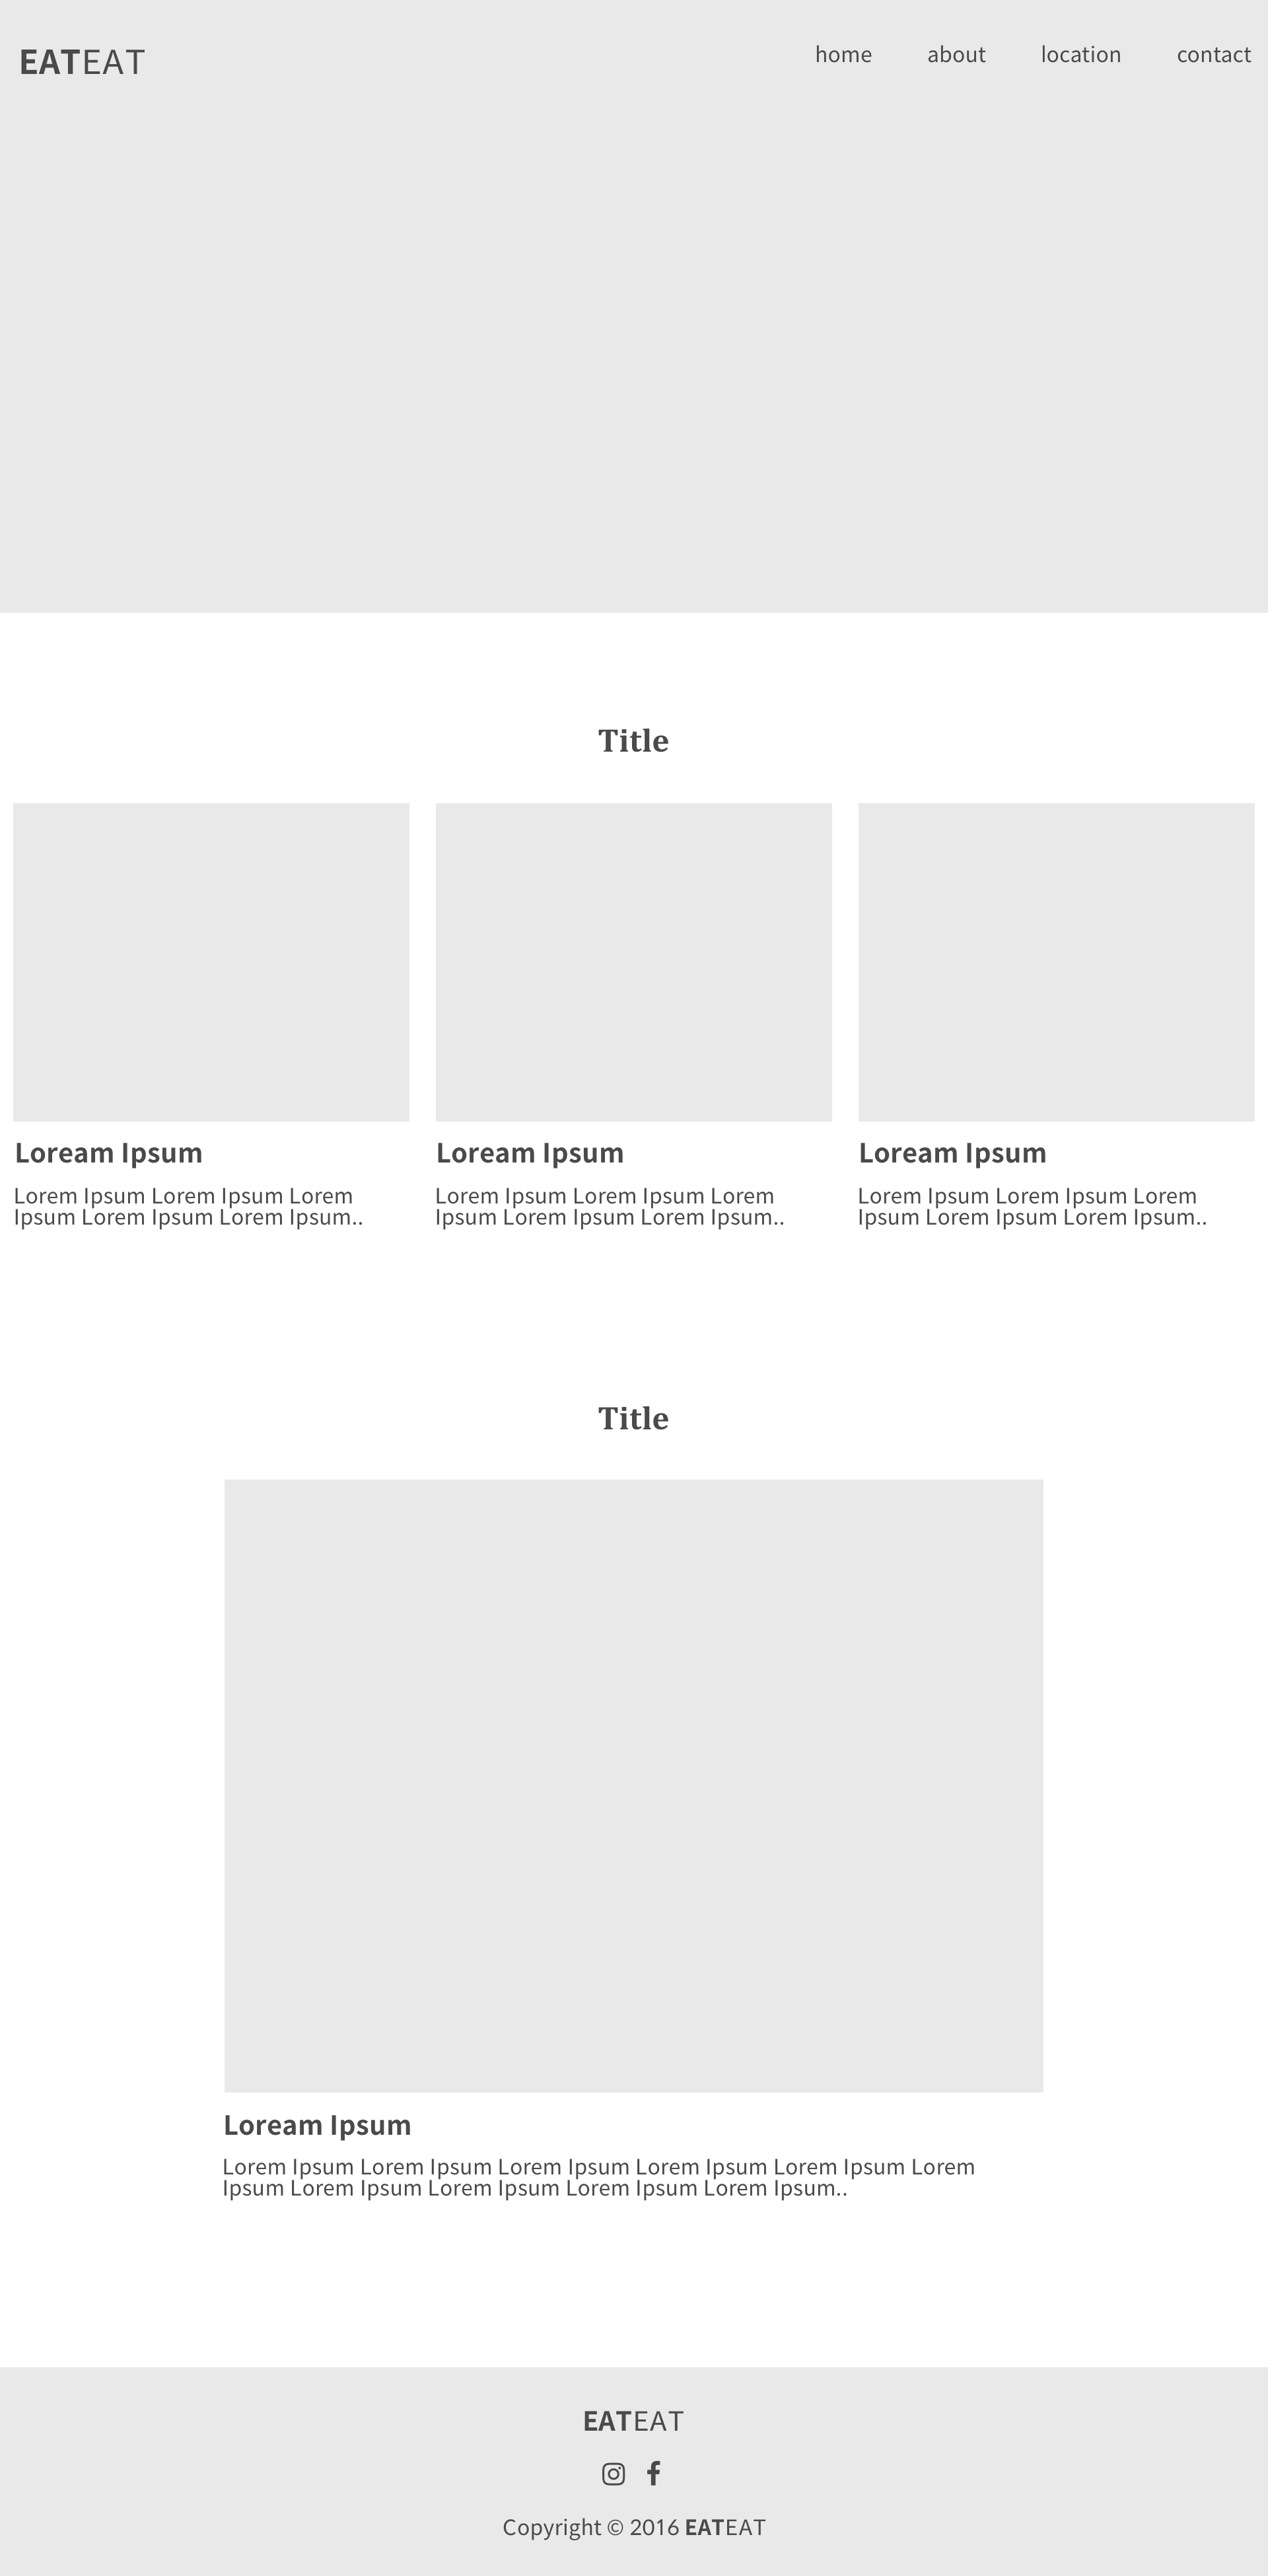 EATEAT
home about location contact
Title
Loream Ipsum
Lorem Ipsum Lorem Ipsum Lorem
Ipsum Lorem Ipsum Lorem Ipsum..
Loream Ipsum
Lorem Ipsum Lorem Ipsum Lorem
Ipsum Lorem Ipsum Lorem Ipsum..
Loream Ipsum
Lorem Ipsum Lorem Ipsum Lorem
Ipsum Lorem Ipsum Lorem Ipsum..
Title
Loream Ipsum
Lorem Ipsum Lorem Ipsum Lorem Ipsum Lorem Ipsum Lorem Ipsum Lorem
Ipsum Lorem Ipsum Lorem Ipsum Lorem Ipsum Lorem Ipsum..
EATEAT
Copyright © 2016 EATEAT